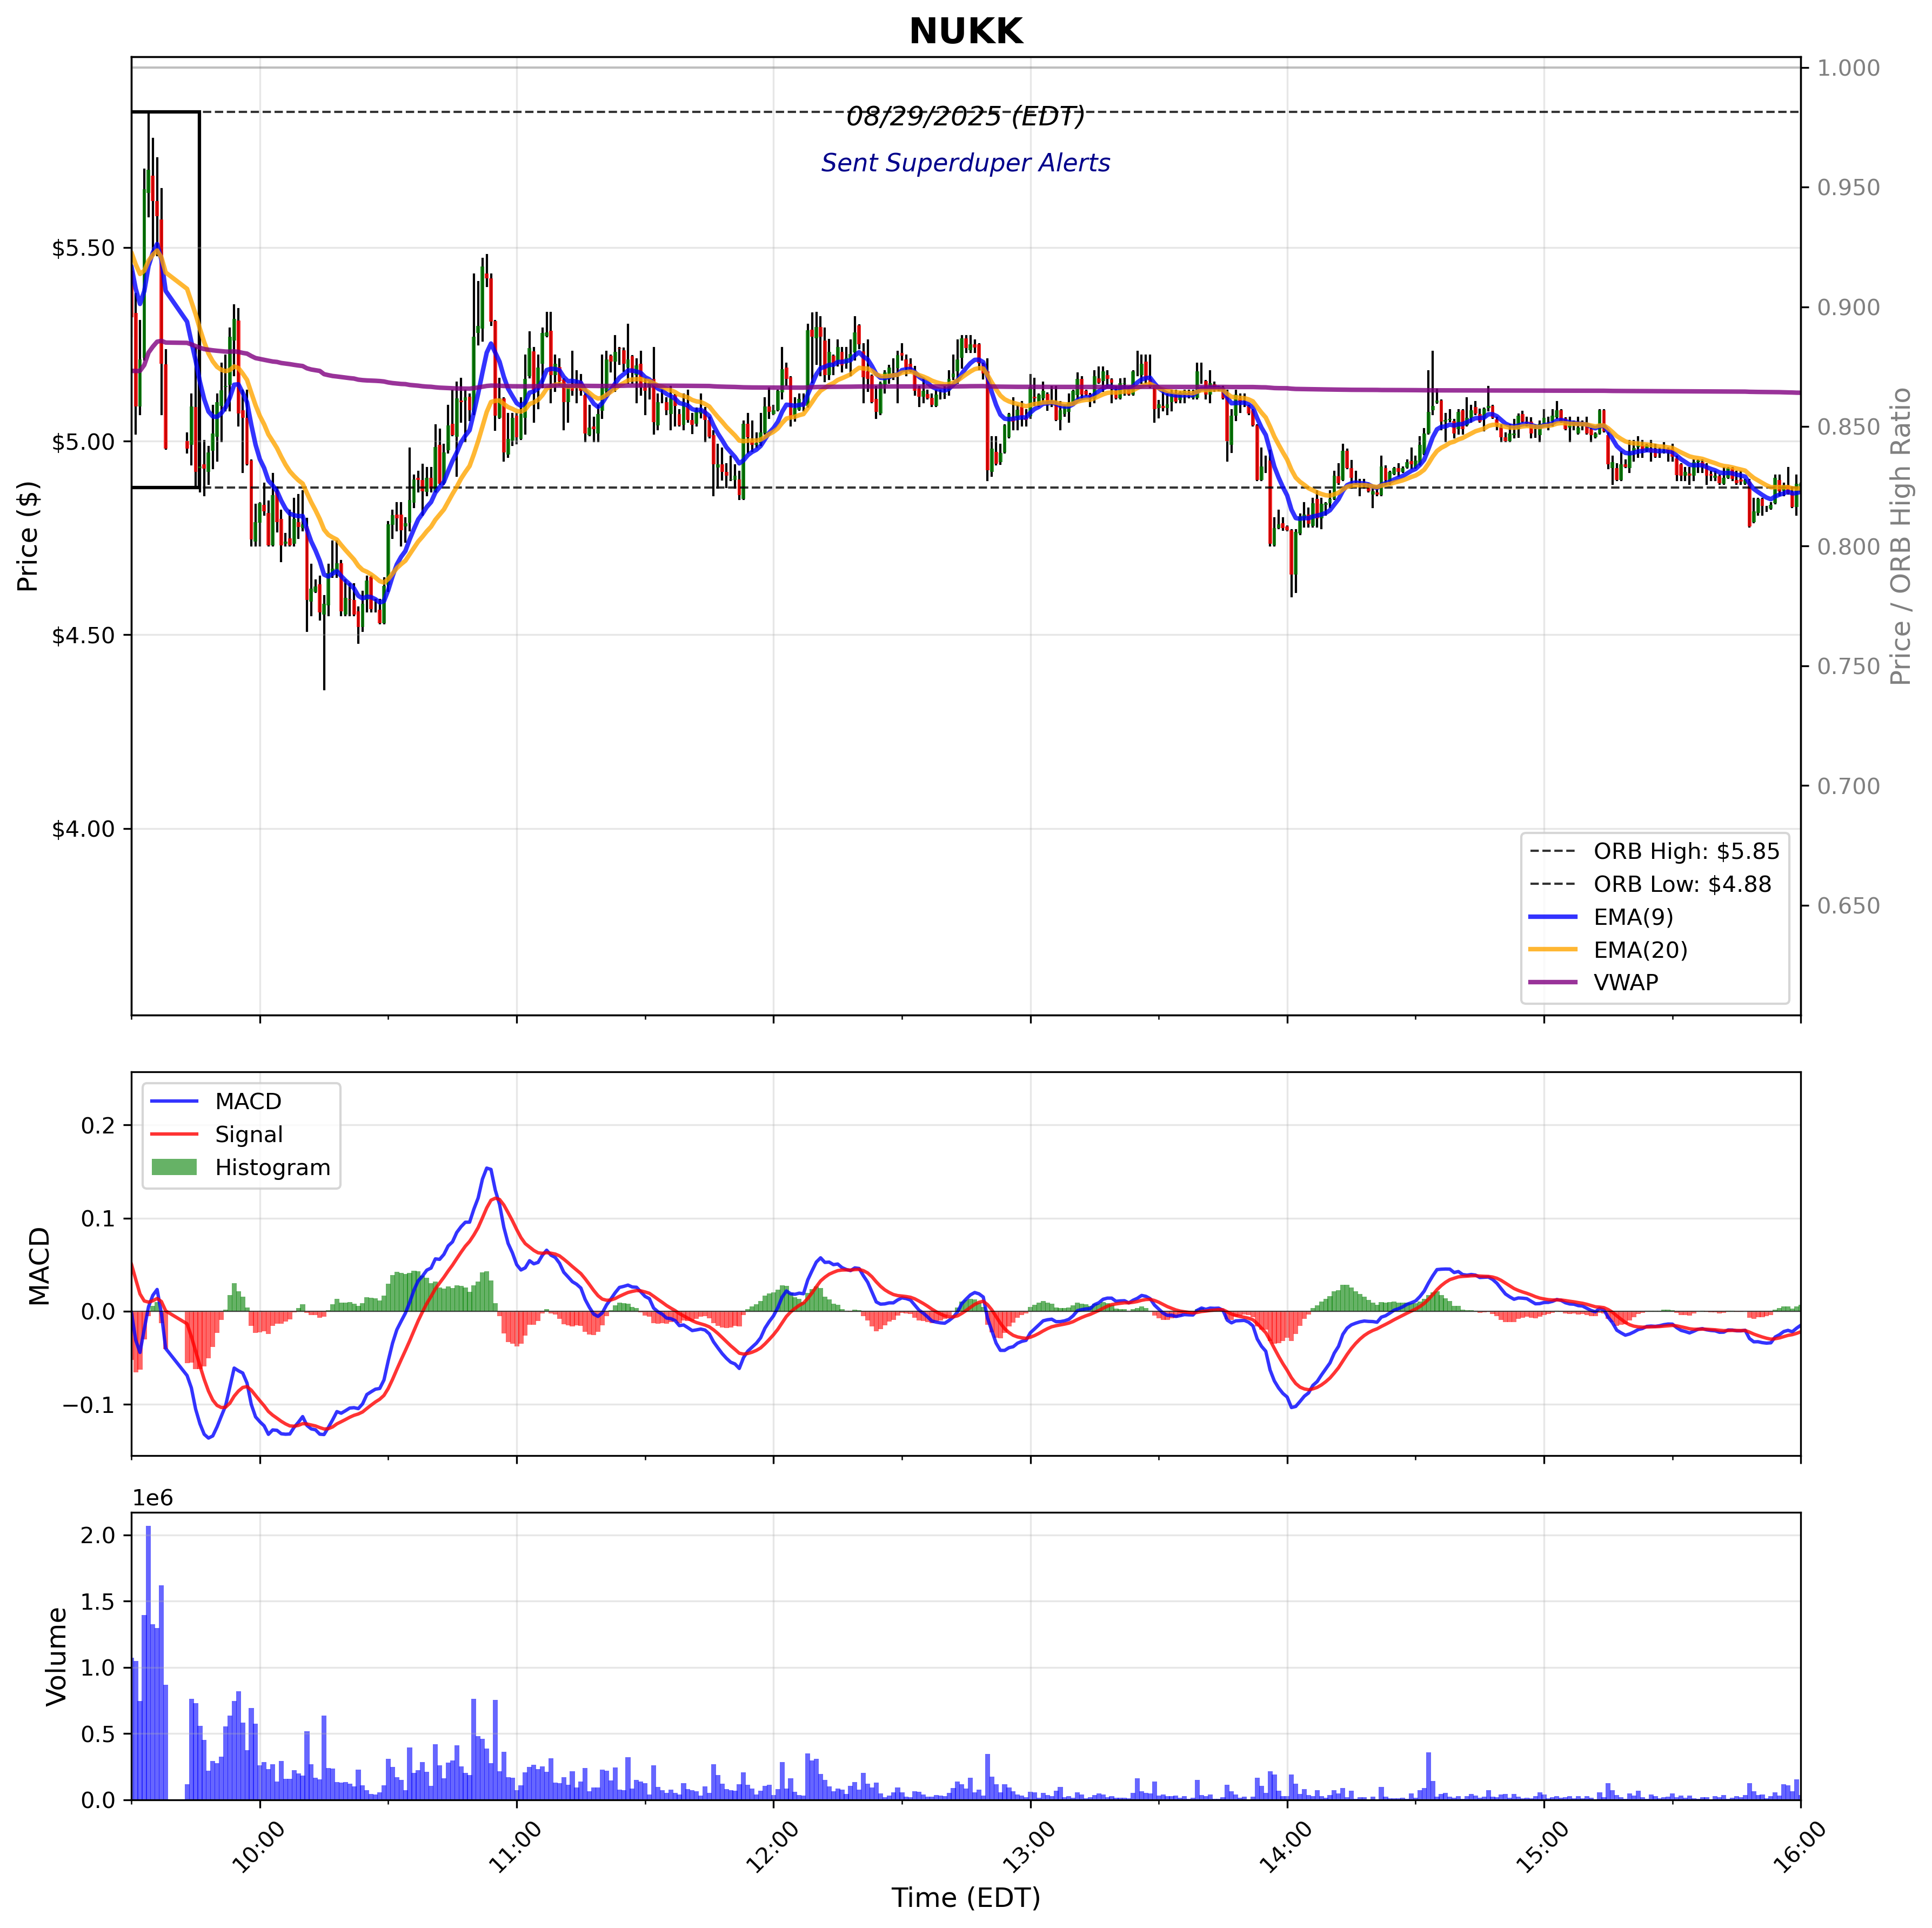 NUKK
08/29/2025 (EDT)
Sent Superduper Alerts
Price ($)
$5.50
$5.00
$4.50
$4.00
1.000
0.950
0.900
0.850
0.800
0.750
0.700
0.650
Price / ORB High Ratio
ORB High: $5.85
ORB Low: $4.88
EMA(9)
EMA(20)
VWAP
MACD
0.2
0.1
0.0
−0.1
MACD
Signal
Histogram
1e6
Volume
2.0
1.5
1.0
0.5
0.0
10:00
11:00
12:00
13:00
14:00
15:00
16:00
Time (EDT)